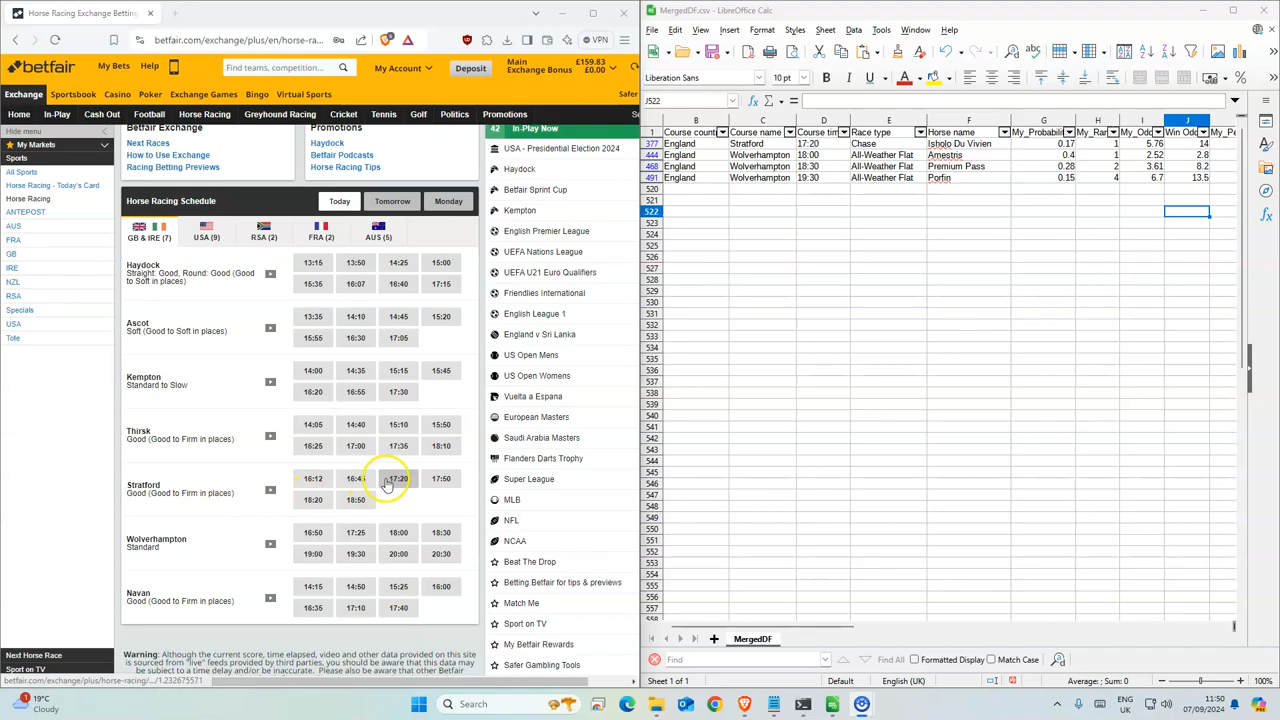 Horse Racing Exchange Betting
betfair.com/exchange/plus/en/horse-ra...
VPN
betfair
My Bets
Help
Find teams, competition...
My Account
Deposit
Main £159.83
Exchange Bonus £0.00
Exchange
Sportsbook
Casino
Poker
Exchange Games
Bingo
Virtual Sports
Safer
Home
In-Play
Cash Out
Football
Horse Racing
Greyhound Racing
Cricket
Tennis
Golf
Politics
Promotions
Hide menu
My Markets
Sports
All Sports
Horse Racing - Today's Card
Horse Racing
ANTEPOST
AUS
FRA
GB
IRE
NZL
RSA
Specials
USA
Tote
Next Horse Race
Sport on TV
Betfair Exchange
Next Races
How to Use Exchange
Racing Betting Previews
Promotions
Haydock
Betfair Podcasts
Horse Racing Tips
Horse Racing Schedule
Today
Tomorrow
Monday
GB & IRE (7)
USA (9)
RSA (2)
FRA (2)
AUS (5)
Haydock
Straight: Good, Round: Good (Good
to Soft in places)
13:15 13:50 14:25 15:00
15:35 16:07 16:40 17:15
Ascot
Soft (Good to Soft in places)
13:35 14:10 14:45 15:20
15:55 16:30 17:05
Kempton
Standard to Slow
14:00 14:35 15:15 15:45
16:20 16:55 17:30
Thirsk
Good (Good to Firm in places)
14:05 14:40 15:10 15:50
16:25 17:00 17:35 18:10
Stratford
Good (Good to Firm in places)
16:12 16:45 17:20 17:50
18:20 18:50
Wolverhampton
Standard
16:50 17:25 18:00 18:30
19:00 19:30 20:00 20:30
Navan
Good (Good to Firm in places)
14:15 14:50 15:25 16:00
16:35 17:10 17:40
Warning: Although the current score, time elapsed, video and other data provided on this site
is sourced from "live" feeds provided by third parties, you should be aware that this data may
be subject to a time delay and/or be inaccurate. Please also be aware that other Betfair
betfair.com/exchange/plus/horse-racing/.../1.232675571
42 In-Play Now
USA - Presidential Election 2024
Haydock
Betfair Sprint Cup
Kempton
English Premier League
UEFA Nations League
UEFA U21 Euro Qualifiers
Friendlies International
English League 1
England v Sri Lanka
US Open Mens
US Open Womens
Vuelta a Espana
European Masters
Saudi Arabia Masters
Flanders Darts Trophy
Super League
MLB
NFL
NCAA
Beat The Drop
Betting Betfair for tips & previews
Match Me
Sport on TV
My Betfair Rewards
Safer Gambling Tools
MergedDF.csv - LibreOffice Calc
File Edit View Insert Format Styles Sheet Data Tools Window Help
Liberation Sans
10 pt
J522
B C D E F G H I J
1 Course count Course name Course tim Race type Horse name My_Probabili My_Ran My_Od Win Odd My_P
377 England Stratford 17:20 Chase Isholo Du Vivien 0.17 1 5.76 14
444 England Wolverhampton 18:00 All-Weather Flat Amestris 0.4 1 2.52 2.8
468 England Wolverhampton 18:30 All-Weather Flat Premium Pass 0.28 2 3.61 9.2
491 England Wolverhampton 19:30 All-Weather Flat Porfin 0.15 4 6.7 13.5
520
521
522
523
524
525
526
527
528
529
530
531
532
533
534
535
536
537
538
539
540
541
542
543
544
545
546
547
548
549
550
551
552
553
554
555
556
557
558
MergedDF
Find
Find All
Formatted Display
Match Case
Sheet 1 of 1
Default
English (UK)
Average: ; Sum: 0
100%
19°C
Cloudy
Search
ENG
UK
11:50
07/09/2024